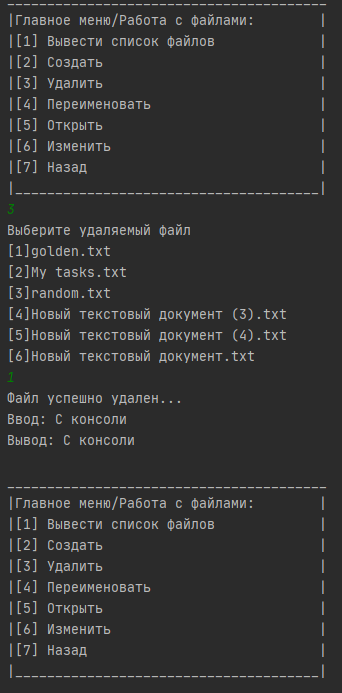 ________________________________________
|Главное меню/Работа с файлами:        |
|[1] Вывести список файлов             |
|[2] Создать                           |
|[3] Удалить                           |
|[4] Переименовать                     |
|[5] Открыть                           |
|[6] Изменить                          |
|[7] Назад                             |
|______________________________________|
3
Выберите удаляемый файл
[1]golden.txt
[2]My tasks.txt
[3]random.txt
[4]Новый текстовый документ (3).txt
[5]Новый текстовый документ (4).txt
[6]Новый текстовый документ.txt
1
Файл успешно удален...
Ввод: С консоли
Вывод: С консоли

________________________________________
|Главное меню/Работа с файлами:        |
|[1] Вывести список файлов             |
|[2] Создать                           |
|[3] Удалить                           |
|[4] Переименовать                     |
|[5] Открыть                           |
|[6] Изменить                          |
|[7] Назад                             |
|______________________________________|